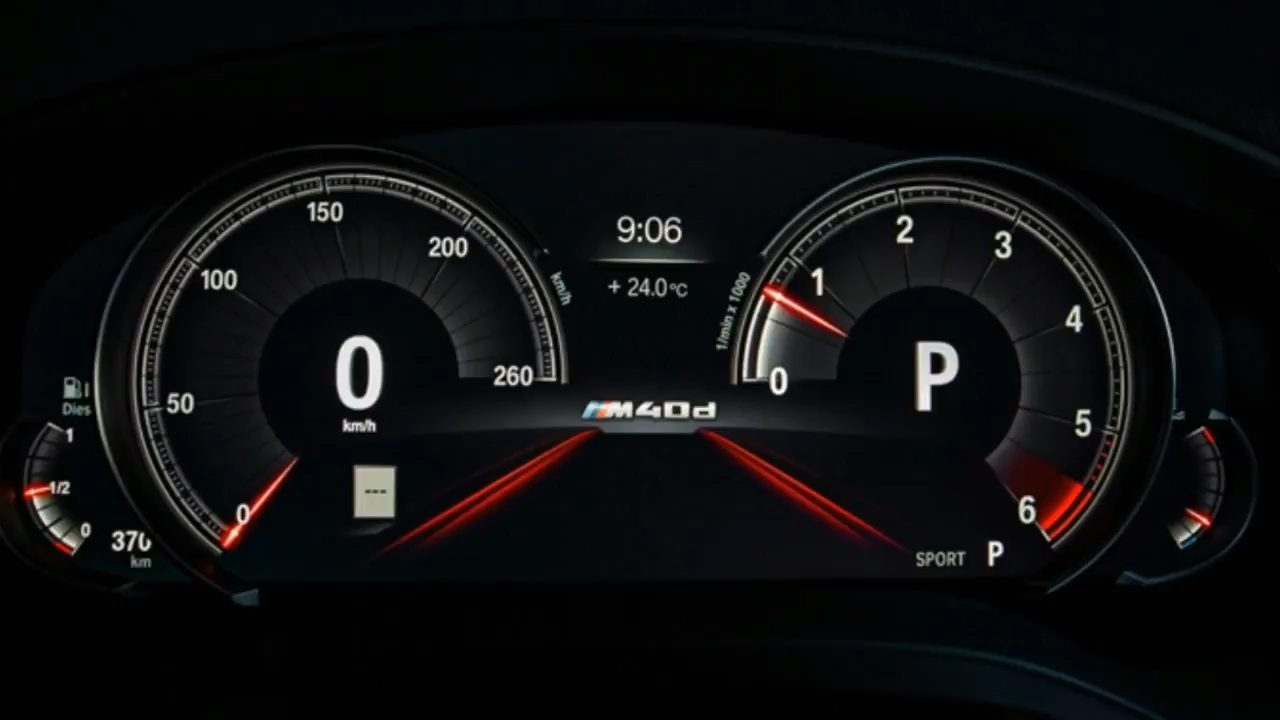 150
200
100
50
0
260
km/h
0
km/h
---
9:06
+ 24.0°C
M40d
1/min x 1000
0
1
2
3
4
5
6
P
SPORT P
Dies
1
1/2
0
370
km